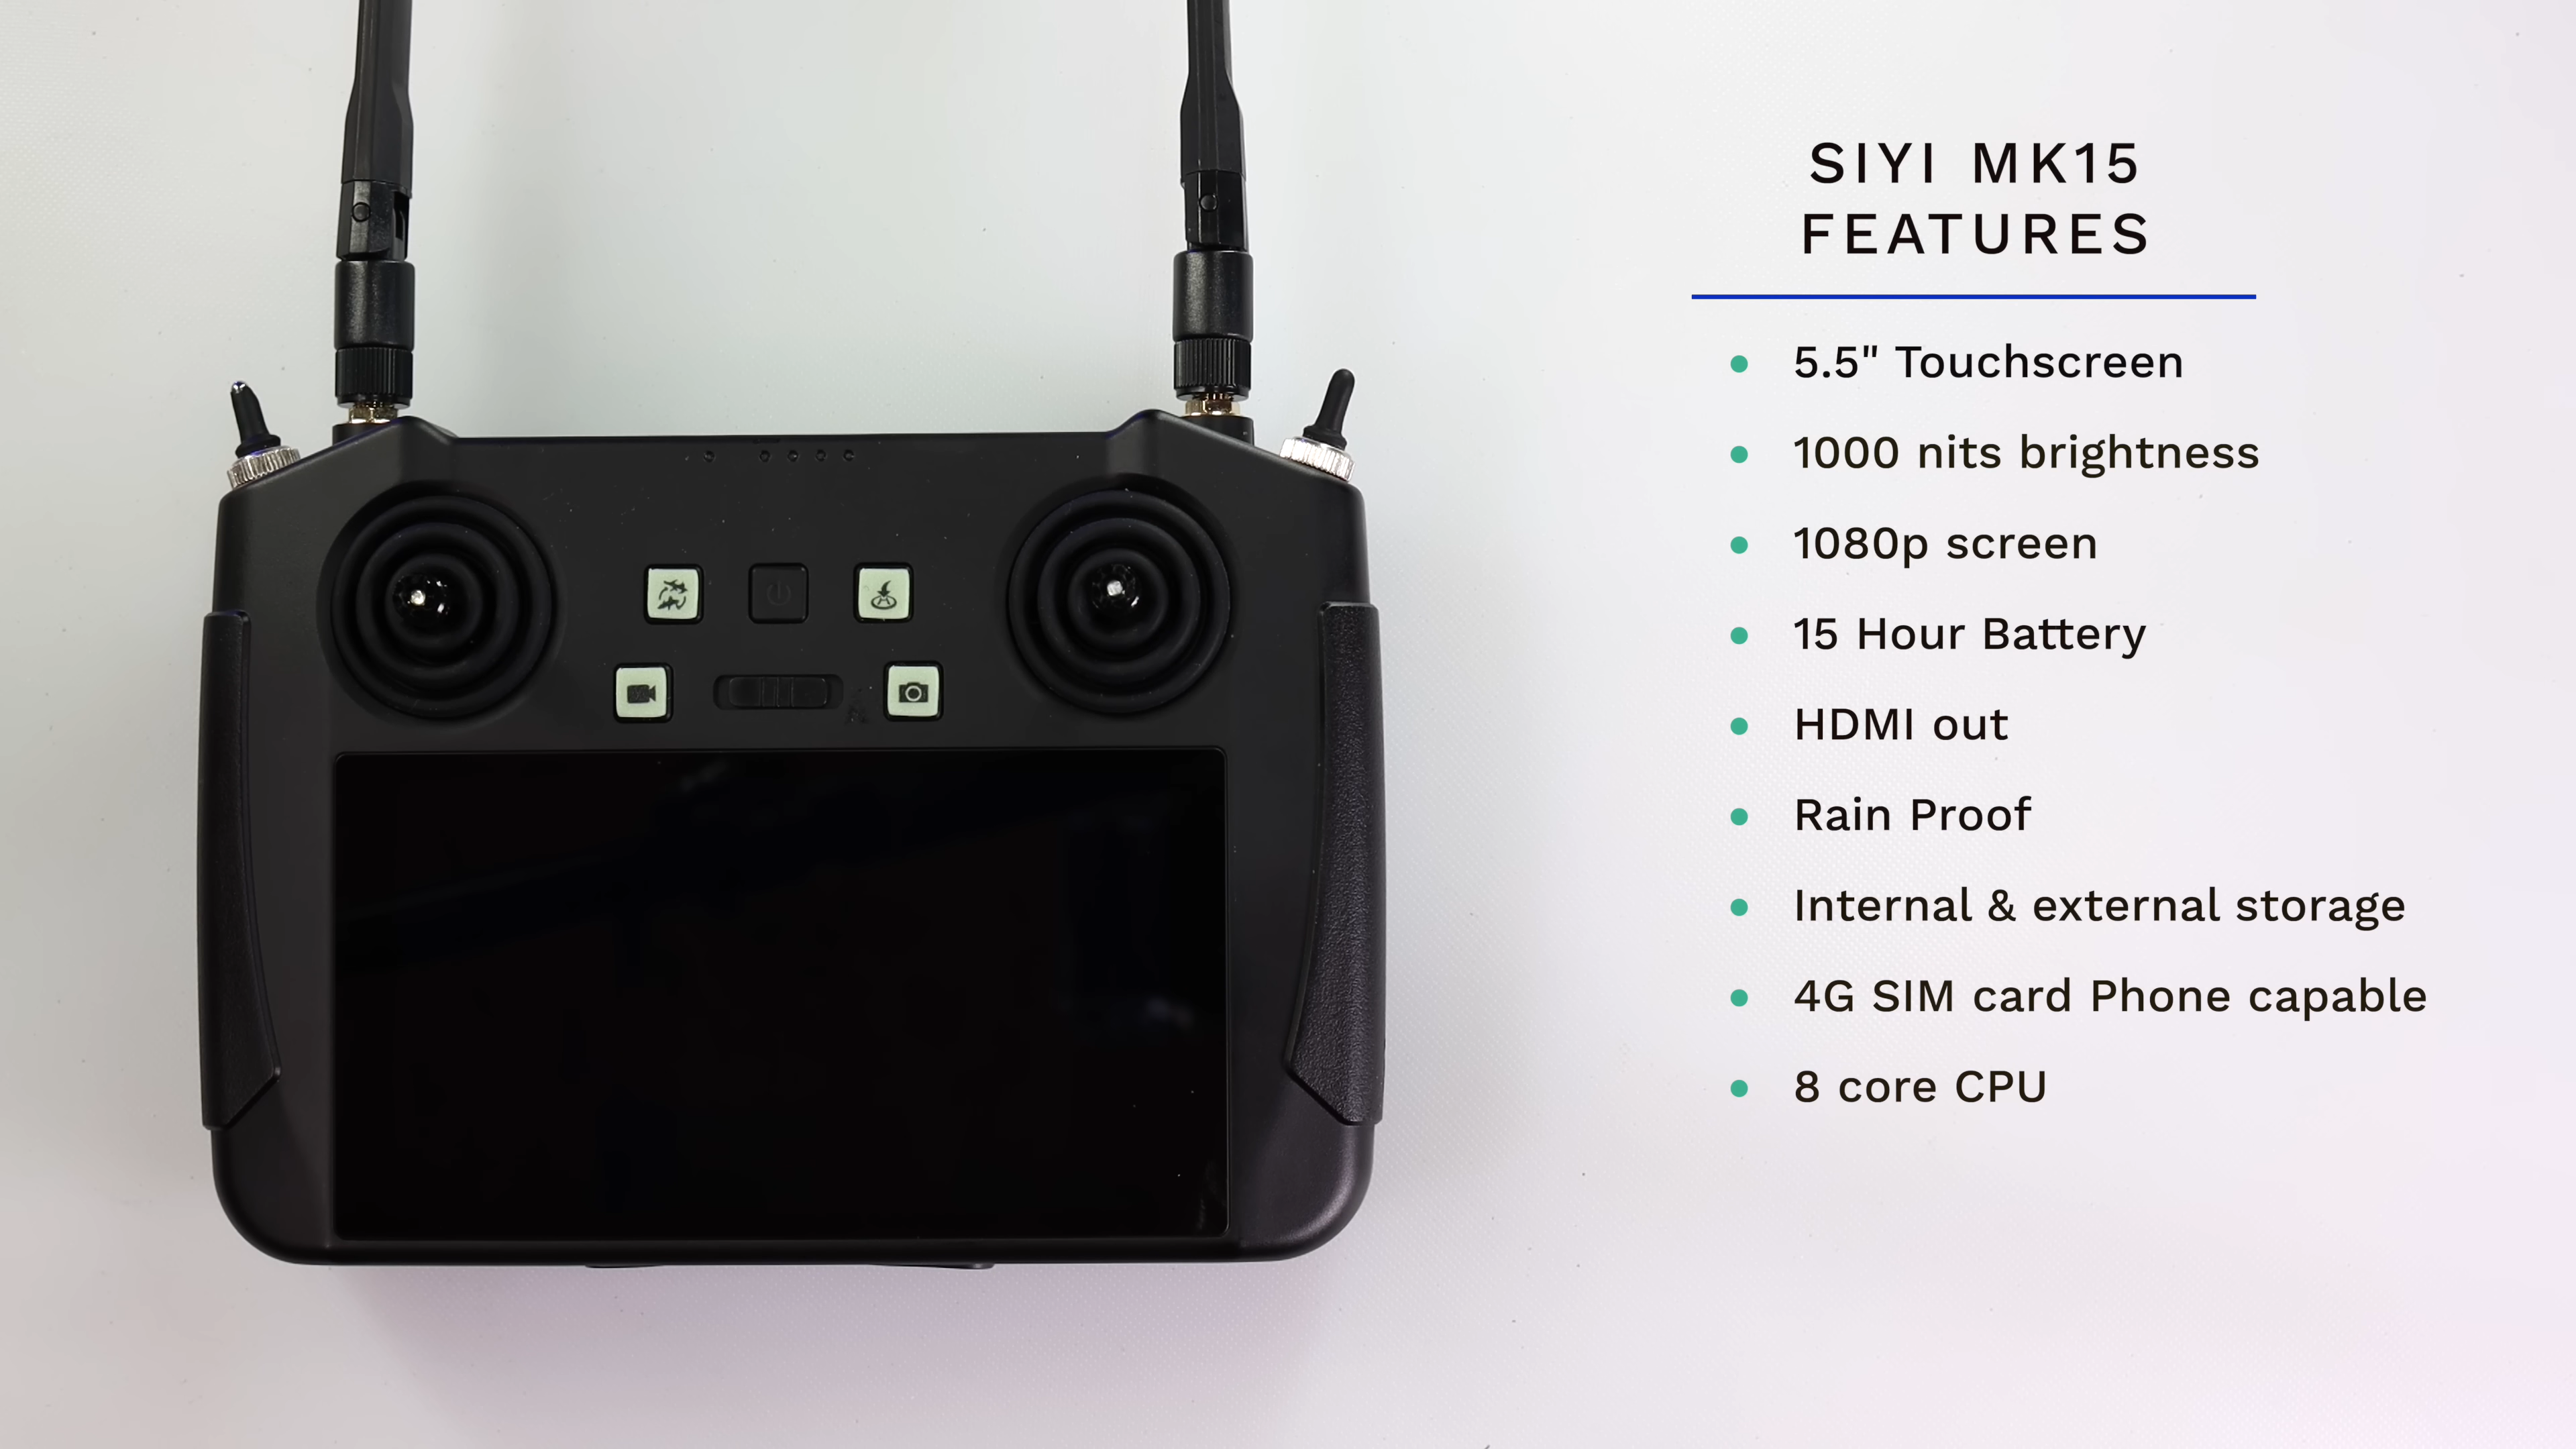 SIYI MK15
FEATURES
5.5" Touchscreen
1000 nits brightness
1080p screen
15 Hour Battery
HDMI out
Rain Proof
Internal & external storage
4G SIM card Phone capable
8 core CPU